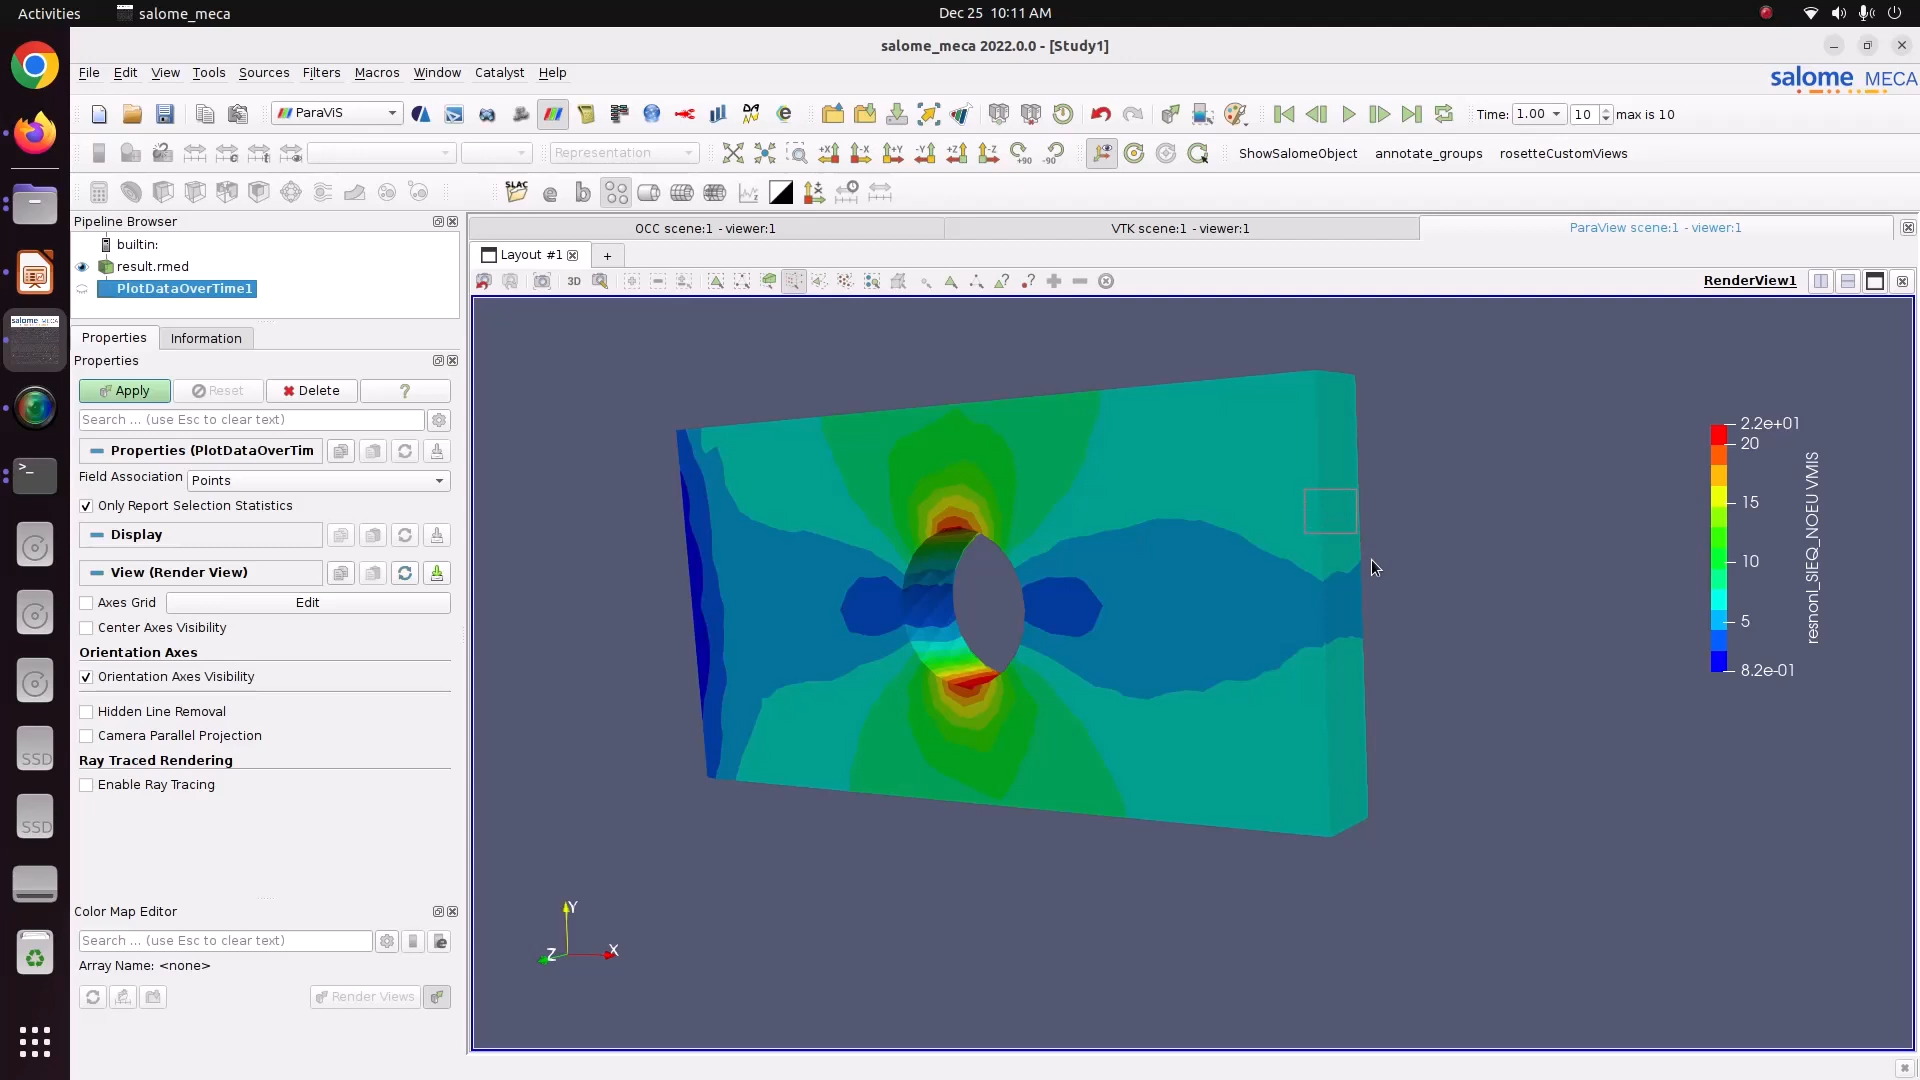 Activities
salome_meca
Dec 25 10:11 AM
salome_meca 2022.0.0 - [Study1]
File Edit View Tools Sources Filters Macros Window Catalyst Help
salome MECA
ParaViS
Time: 1.00
10
max is 10
Representation
+X
-X
+Y
-Y
+Z
-Z
+90
-90
ShowSalomeObject
annotate_groups
rosetteCustomViews
SLAC
Pipeline Browser
builtin:
result.rmed
PlotDataOverTime1
OCC scene:1 - viewer:1
VTK scene:1 - viewer:1
ParaView scene:1 - viewer:1
Layout #1
+
3D
RenderView1
Properties
Information
Properties
Apply
Reset
Delete
?
Search ... (use Esc to clear text)
Properties (PlotDataOverTim
Field Association
Points
Only Report Selection Statistics
Display
View (Render View)
Axes Grid
Edit
Center Axes Visibility
Orientation Axes
Orientation Axes Visibility
Hidden Line Removal
Camera Parallel Projection
Ray Traced Rendering
Enable Ray Tracing
Color Map Editor
Search ... (use Esc to clear text)
Array Name: <none>
Render Views
2.2e+01
20
15
10
5
8.2e-01
resnonl_SIEQ_NOEU VMIS
Y
X
Z
SSD
SSD